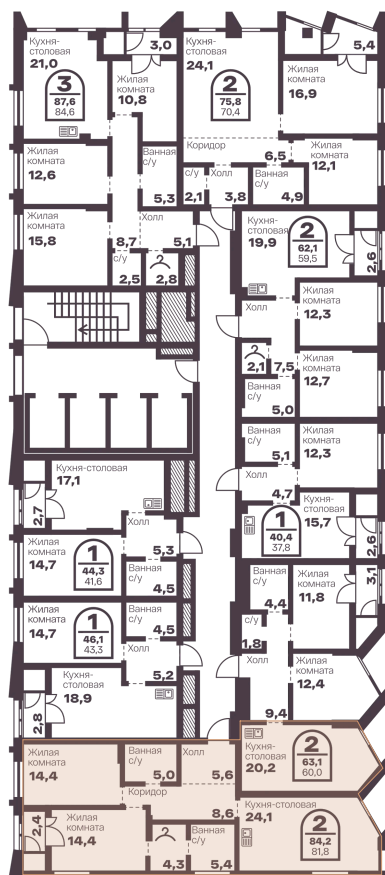 Кухня-
столовая
21,0
3
87,6
84,6
3,0
Жилая
комната
10,8
Кухня-
столовая
24,1
2
75,8
70,4
5,4
Жилая
комната
16,9
Жилая
комната
12,6
Ванная
с/у
5,3
Коридор
6,5
Жилая
комната
12,1
с/у
2,1
Холл
3,8
Ванная
с/у
4,9
Жилая
комната
15,8
8,7
Холл
5,1
с/у
2,5
2,8
Кухня-
столовая
19,9
2
62,1
59,5
2,6
Холл
Жилая
комната
12,3
2,1
7,5
Жилая
комната
12,7
Ванная
с/у
5,0
Ванная
с/у
5,1
Жилая
комната
12,3
Холл
4,7
Кухня-столовая
17,1
2,7
Холл
5,3
Кухня-
столовая
15,7
1
40,4
37,8
2,6
Жилая
комната
14,7
1
44,3
41,6
Ванная
с/у
4,5
Жилая
комната
14,7
1
46,1
43,3
Ванная
с/у
4,5
Холл
5,2
Ванная
с/у
4,4
Жилая
комната
11,8
3,1
с/у
1,8
Кухня-
столовая
18,9
2,8
Холл
9,4
Жилая
комната
12,4
Кухня-
столовая
20,2
2
63,1
60,0
Жилая
комната
14,4
Ванная
с/у
5,0
Холл
5,6
Коридор
8,6
Кухня-столовая
24,1
2
84,2
81,8
2,4
Жилая
комната
14,4
4,3
Ванная
с/у
5,4